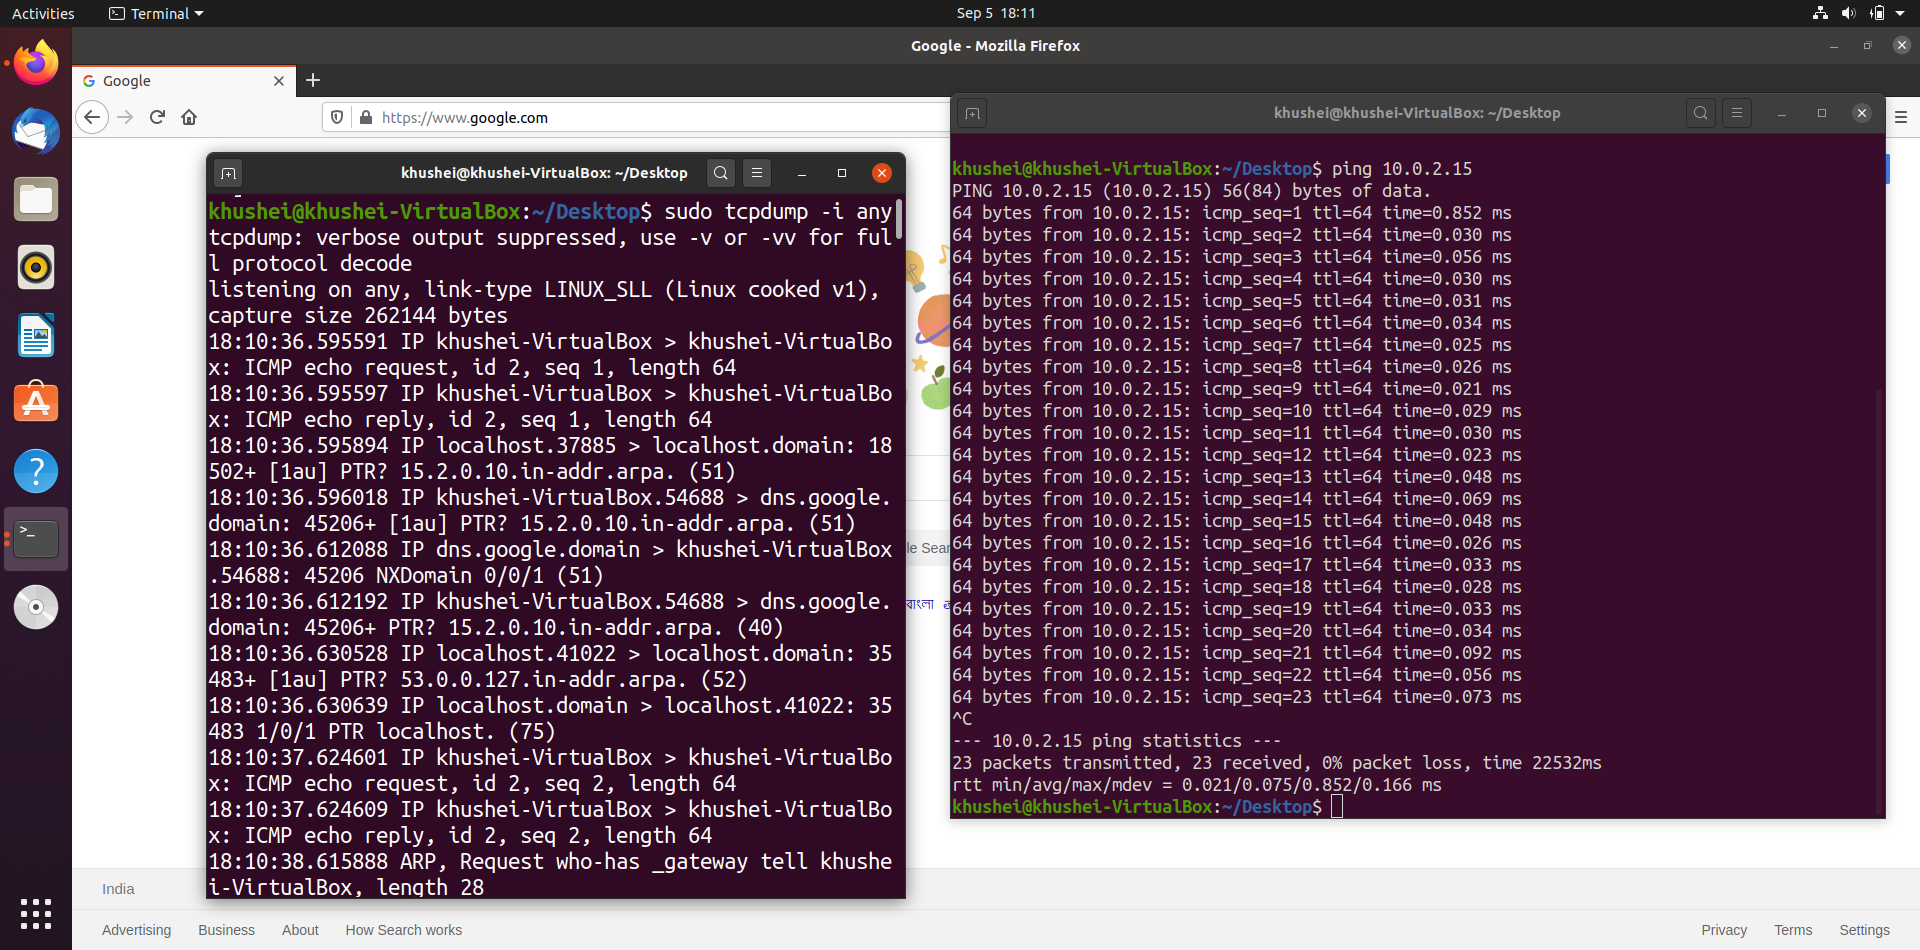 Activities
Terminal
Sep 5 18:11
Google - Mozilla Firefox
Google
https://www.google.com
khushei@khushei-VirtualBox: ~/Desktop
khushei@khushei-VirtualBox:~/Desktop$ sudo tcpdump -i any
tcpdump: verbose output suppressed, use -v or -vv for ful
l protocol decode
listening on any, link-type LINUX_SLL (Linux cooked v1),
capture size 262144 bytes
18:10:36.595591 IP khushei-VirtualBox > khushei-VirtualBo
x: ICMP echo request, id 2, seq 1, length 64
18:10:36.595597 IP khushei-VirtualBox > khushei-VirtualBo
x: ICMP echo reply, id 2, seq 1, length 64
18:10:36.595894 IP localhost.37885 > localhost.domain: 18
502+ [1au] PTR? 15.2.0.10.in-addr.arpa. (51)
18:10:36.596018 IP khushei-VirtualBox.54688 > dns.google.
domain: 45206+ [1au] PTR? 15.2.0.10.in-addr.arpa. (51)
18:10:36.612088 IP dns.google.domain > khushei-VirtualBox
.54688: 45206 NXDomain 0/0/1 (51)
18:10:36.612192 IP khushei-VirtualBox.54688 > dns.google.
domain: 45206+ PTR? 15.2.0.10.in-addr.arpa. (40)
18:10:36.630528 IP localhost.41022 > localhost.domain: 35
483+ [1au] PTR? 53.0.0.127.in-addr.arpa. (52)
18:10:36.630639 IP localhost.domain > localhost.41022: 35
483 1/0/1 PTR localhost. (75)
18:10:37.624601 IP khushei-VirtualBox > khushei-VirtualBo
x: ICMP echo request, id 2, seq 2, length 64
18:10:37.624609 IP khushei-VirtualBox > khushei-VirtualBo
x: ICMP echo reply, id 2, seq 2, length 64
18:10:38.615888 ARP, Request who-has _gateway tell khushe
i-VirtualBox, length 28
le Sear
বাংলা
khushei@khushei-VirtualBox: ~/Desktop
khushei@khushei-VirtualBox:~/Desktop$ ping 10.0.2.15
PING 10.0.2.15 (10.0.2.15) 56(84) bytes of data.
64 bytes from 10.0.2.15: icmp_seq=1 ttl=64 time=0.852 ms
64 bytes from 10.0.2.15: icmp_seq=2 ttl=64 time=0.030 ms
64 bytes from 10.0.2.15: icmp_seq=3 ttl=64 time=0.056 ms
64 bytes from 10.0.2.15: icmp_seq=4 ttl=64 time=0.030 ms
64 bytes from 10.0.2.15: icmp_seq=5 ttl=64 time=0.031 ms
64 bytes from 10.0.2.15: icmp_seq=6 ttl=64 time=0.034 ms
64 bytes from 10.0.2.15: icmp_seq=7 ttl=64 time=0.025 ms
64 bytes from 10.0.2.15: icmp_seq=8 ttl=64 time=0.026 ms
64 bytes from 10.0.2.15: icmp_seq=9 ttl=64 time=0.021 ms
64 bytes from 10.0.2.15: icmp_seq=10 ttl=64 time=0.029 ms
64 bytes from 10.0.2.15: icmp_seq=11 ttl=64 time=0.030 ms
64 bytes from 10.0.2.15: icmp_seq=12 ttl=64 time=0.023 ms
64 bytes from 10.0.2.15: icmp_seq=13 ttl=64 time=0.048 ms
64 bytes from 10.0.2.15: icmp_seq=14 ttl=64 time=0.069 ms
64 bytes from 10.0.2.15: icmp_seq=15 ttl=64 time=0.048 ms
64 bytes from 10.0.2.15: icmp_seq=16 ttl=64 time=0.026 ms
64 bytes from 10.0.2.15: icmp_seq=17 ttl=64 time=0.033 ms
64 bytes from 10.0.2.15: icmp_seq=18 ttl=64 time=0.028 ms
64 bytes from 10.0.2.15: icmp_seq=19 ttl=64 time=0.033 ms
64 bytes from 10.0.2.15: icmp_seq=20 ttl=64 time=0.034 ms
64 bytes from 10.0.2.15: icmp_seq=21 ttl=64 time=0.092 ms
64 bytes from 10.0.2.15: icmp_seq=22 ttl=64 time=0.056 ms
64 bytes from 10.0.2.15: icmp_seq=23 ttl=64 time=0.073 ms
^C
--- 10.0.2.15 ping statistics ---
23 packets transmitted, 23 received, 0% packet loss, time 22532ms
rtt min/avg/max/mdev = 0.021/0.075/0.852/0.166 ms
khushei@khushei-VirtualBox:~/Desktop$
India
Advertising Business About How Search works
Privacy Terms Settings